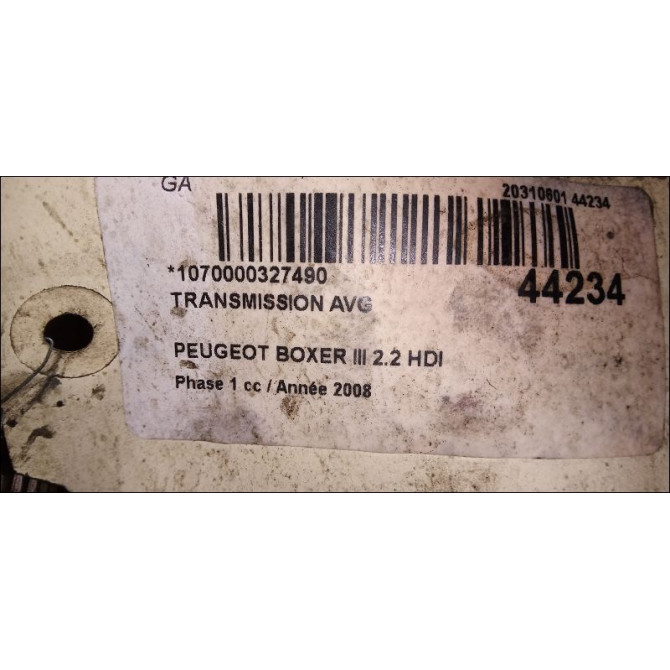 GA
20310601 44234
*1070000327490
44234
TRANSMISSION AVG
PEUGEOT BOXER III 2.2 HDI
Phase 1 cc / Année 2008